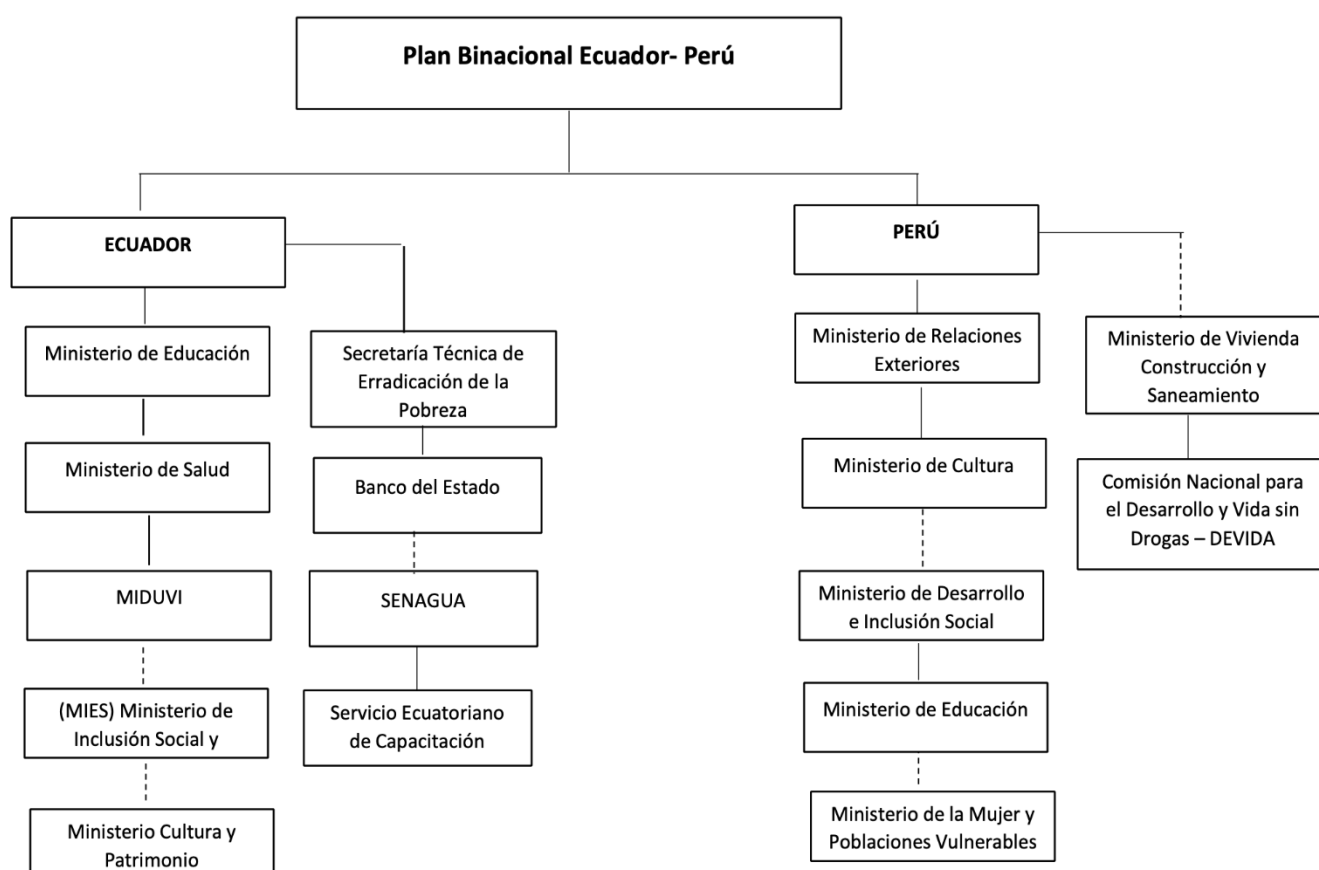 Plan Binacional Ecuador- Perú
ECUADOR
Ministerio de Educación
Ministerio de Salud
MIDUVI
(MIES) Ministerio de
Inclusión Social y
Ministerio Cultura y
Patrimonio
Secretaría Técnica de
Erradicación de la
Pobreza
Banco del Estado
SENAGUA
Servicio Ecuatoriano
de Capacitación
PERÚ
Ministerio de Relaciones
Exteriores
Ministerio de Cultura
Ministerio de Desarrollo
e Inclusión Social
Ministerio de Educación
Ministerio de la Mujer y
Poblaciones Vulnerables
Ministerio de Vivienda
Construcción y
Saneamiento
Comisión Nacional para
el Desarrollo y Vida sin
Drogas – DEVIDA